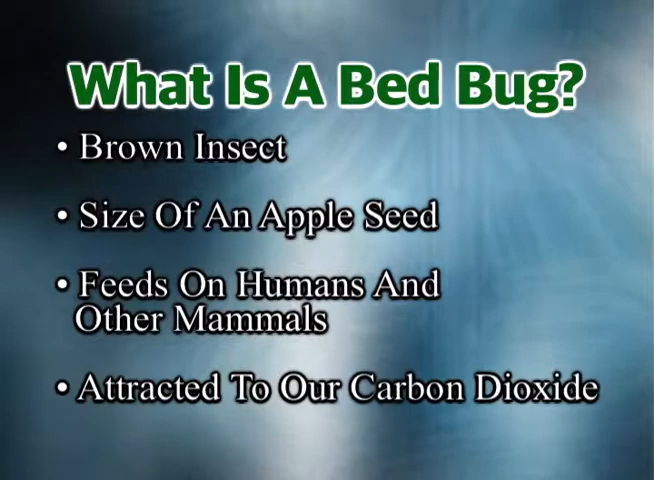 What Is A Bed Bug?
• Brown Insect
• Size Of An Apple Seed
• Feeds On Humans And
Other Mammals
• Attracted To Our Carbon Dioxide